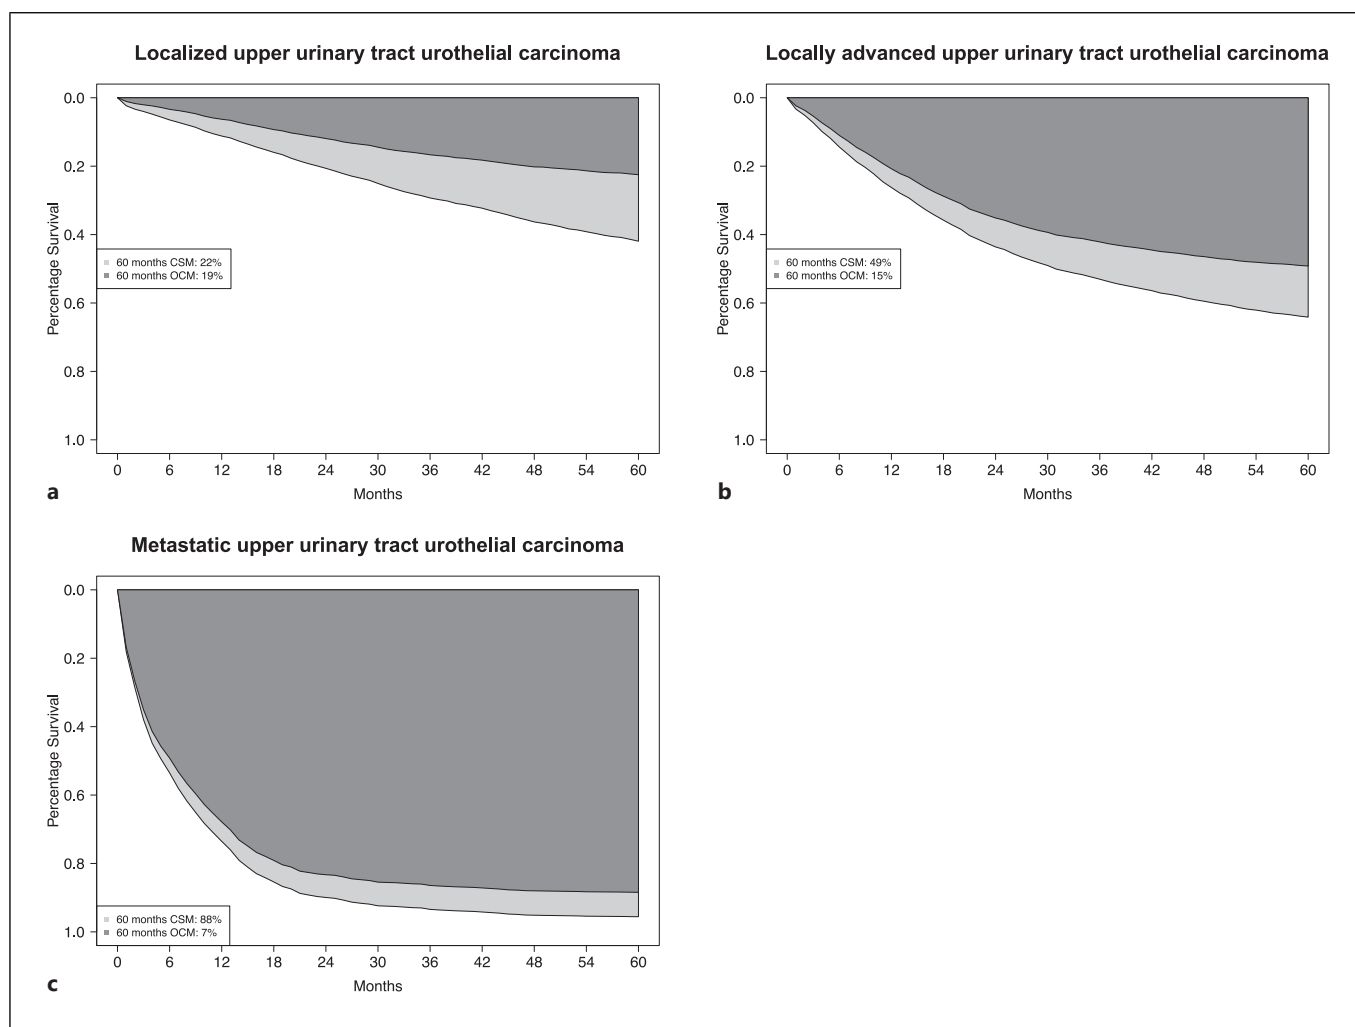 Localized upper urinary tract urothelial carcinoma
Percentage Survival
0.0
0.2
0.4
0.6
0.8
1.0
60 months CSM: 22%
60 months OCM: 19%
0 6 12 18 24 30 36 42 48 54 60
Months
a
Locally advanced upper urinary tract urothelial carcinoma
Percentage Survival
0.0
0.2
0.4
0.6
0.8
1.0
60 months CSM: 49%
60 months OCM: 15%
0 6 12 18 24 30 36 42 48 54 60
Months
b
Metastatic upper urinary tract urothelial carcinoma
Percentage Survival
0.0
0.2
0.4
0.6
0.8
1.0
60 months CSM: 88%
60 months OCM: 7%
0 6 12 18 24 30 36 42 48 54 60
Months
c